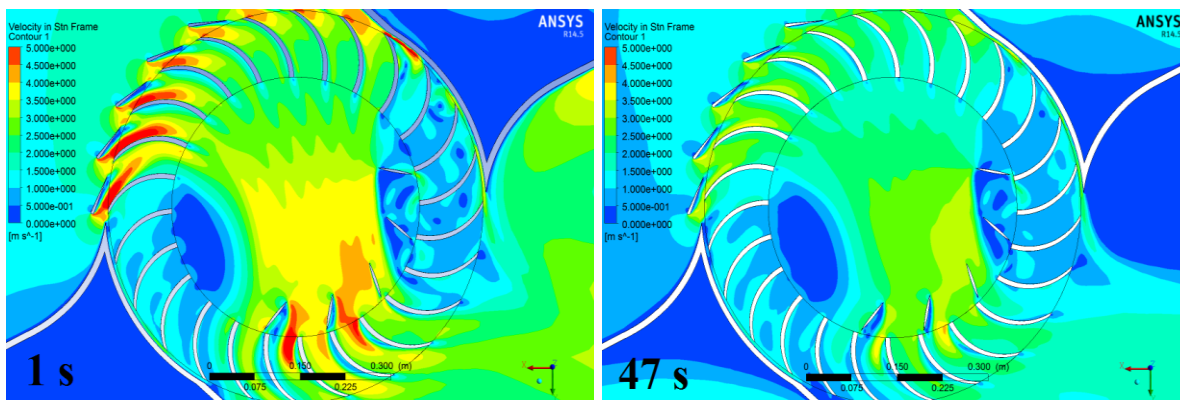 Velocity in Stn Frame
Contour 1
5.000e+000
4.500e+000
4.000e+000
3.500e+000
3.000e+000
2.500e+000
2.000e+000
1.500e+000
1.000e+000
5.000e-001
0.000e+000
[m s^-1]
ANSYS
R14.5
1 s
0
0.150
0.300 (m)
0.075
0.225
X
Z
Velocity in Stn Frame
Contour 1
5.000e+000
4.500e+000
4.000e+000
3.500e+000
3.000e+000
2.500e+000
2.000e+000
1.500e+000
1.000e+000
5.000e-001
0.000e+000
[m s^-1]
ANSYS
R14.5
47 s
0
0.150
0.300 (m)
0.075
0.225
X
Z